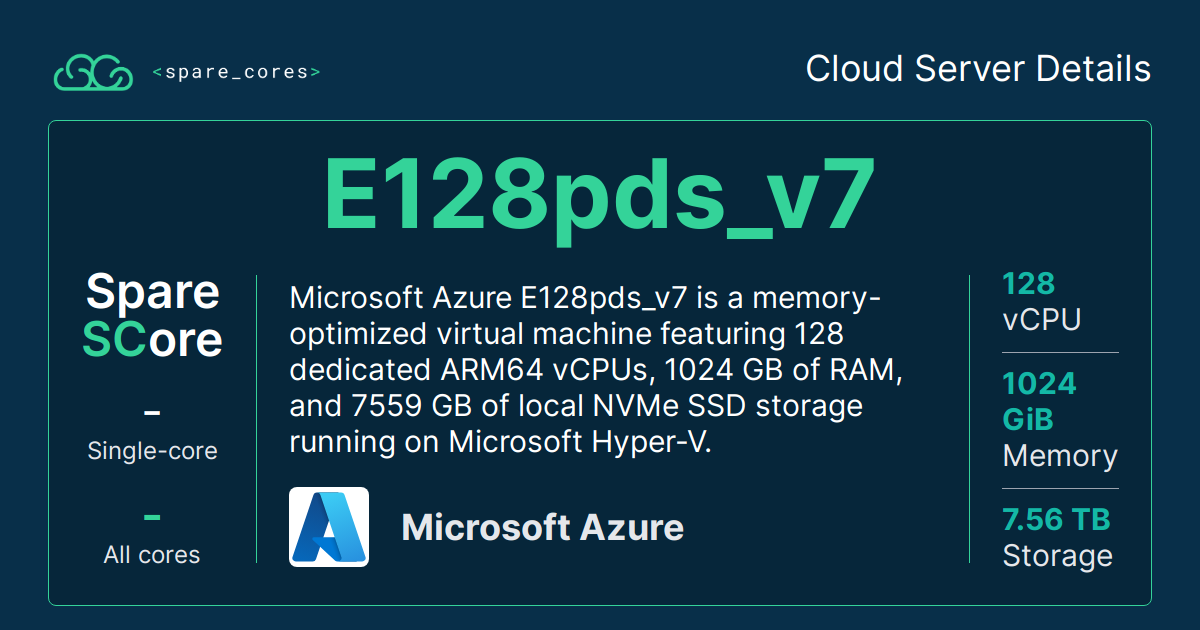 <spare_cores>
Cloud Server Details
E128pds_v7
Spare
SCore
–
Single-core
–
All cores
Microsoft Azure E128pds_v7 is a memory-
optimized virtual machine featuring 128
dedicated ARM64 vCPUs, 1024 GB of RAM,
and 7559 GB of local NVMe SSD storage
running on Microsoft Hyper-V.
Microsoft Azure
128
vCPU
1024
GiB
Memory
7.56 TB
Storage